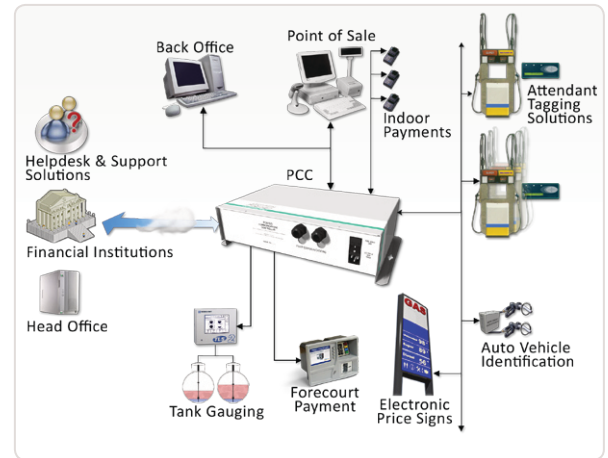 Back Office
Point of Sale
Indoor
Payments
Attendant
Tagging
Solutions
Helpdesk & Support
Solutions
PCC
Financial Institutions
Head Office
GAS
Tank Gauging
Forecourt
Payment
Electronic
Price Signs
Auto Vehicle
Identification